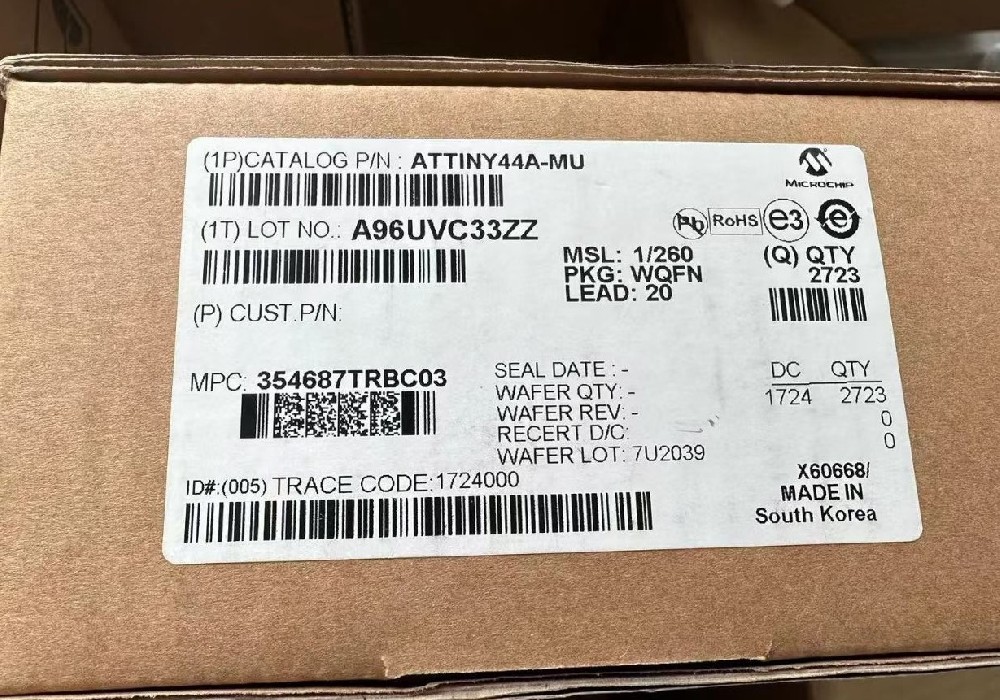 (1P)CATALOG P/N : ATTINY44A-MU
MICROCHIP
(1T) LOT NO.: A96UVC33ZZ
Pb
RoHS
e3
e
MSL: 1/260
PKG: WQFN
LEAD: 20
(Q) QTY
2723
(P) CUST.P/N:
MPC: 354687TRBC03
SEAL DATE : -
WAFER QTY: -
WAFER REV: -
RECERT D/C:
WAFER LOT: 7U2039
DC QTY
1724 2723
0
0
ID#:(005) TRACE CODE:1724000
X60668/
MADE IN
South Korea